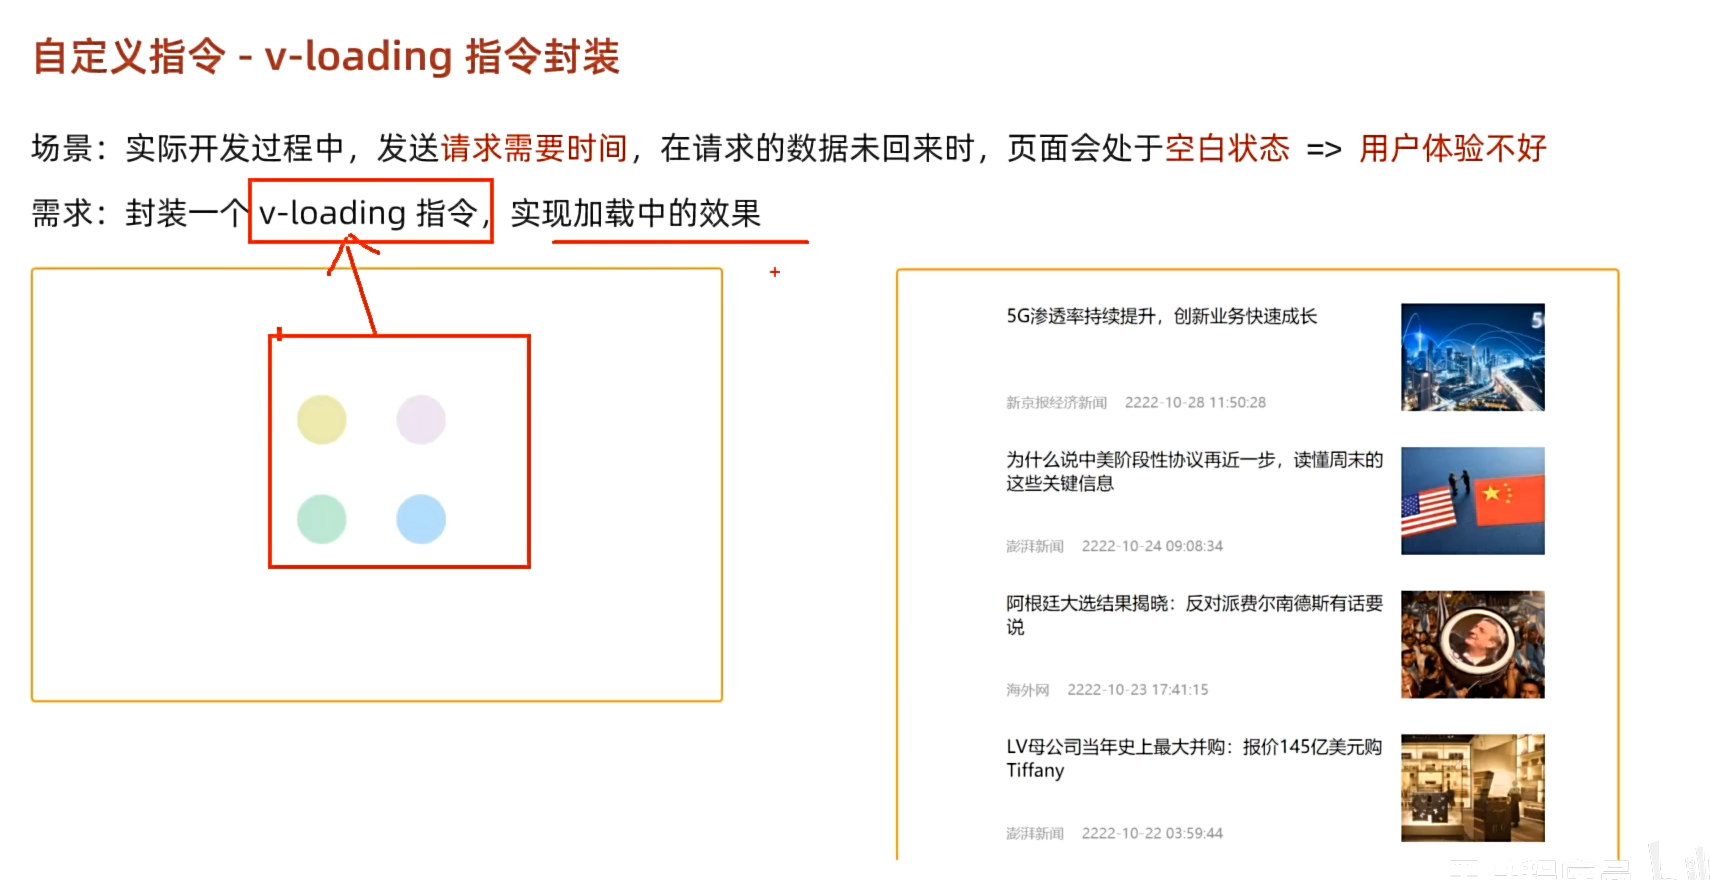 自定义指令 - v-loading 指令封装
场景：实际开发过程中，发送请求需要时间，在请求的数据未回来时，页面会处于空白状态 => 用户体验不好
需求：封装一个 v-loading 指令，实现加载中的效果
5G渗透率持续提升，创新业务快速成长
新京报经济新闻 2222-10-28 11:50:28
为什么说中美阶段性协议再近一步，读懂周末的
这些关键信息
澎湃新闻 2222-10-24 09:08:34
阿根廷大选结果揭晓：反对派费尔南德斯有话要
说
海外网 2222-10-23 17:41:15
LV母公司当年史上最大并购：报价145亿美元购
Tiffany
澎湃新闻 2222-10-22 03:59:44